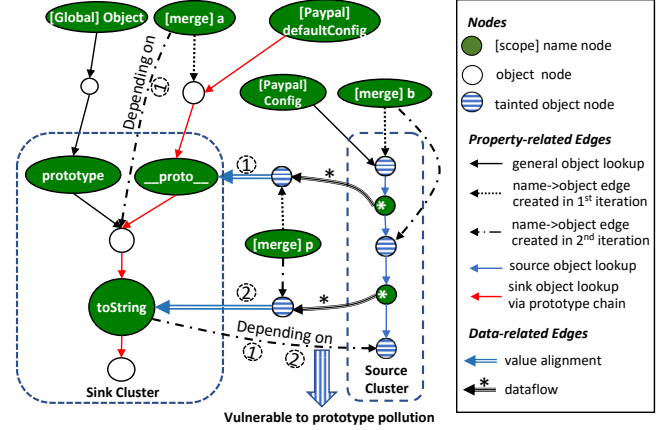 [Global] Object
[merge] a
[Paypal]
defaultConfig
Depending on
1
[Paypal]
Config
[merge] b
prototype
__proto__
1
*
*
[merge] p
toString
2
*
*
Depending on
1
2
Sink Cluster
Source
Cluster
Vulnerable to prototype pollution
Nodes
[scope] name node
object node
tainted object node
Property-related Edges
general object lookup
name->object edge
created in 1st iteration
name->object edge
created in 2nd iteration
source object lookup
sink object lookup
via prototype chain
Data-related Edges
value alignment
*
dataflow